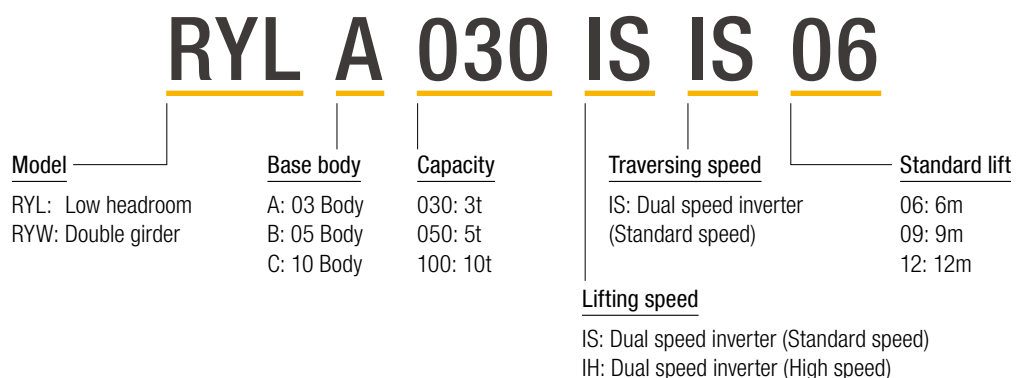 RYL A 030 IS IS 06
Model
RYL: Low headroom
RYW: Double girder
Base body
A: 03 Body
B: 05 Body
C: 10 Body
Capacity
030: 3t
050: 5t
100: 10t
Traversing speed
IS: Dual speed inverter
(Standard speed)
Standard lift
06: 6m
09: 9m
12: 12m
Lifting speed
IS: Dual speed inverter (Standard speed)
IH: Dual speed inverter (High speed)